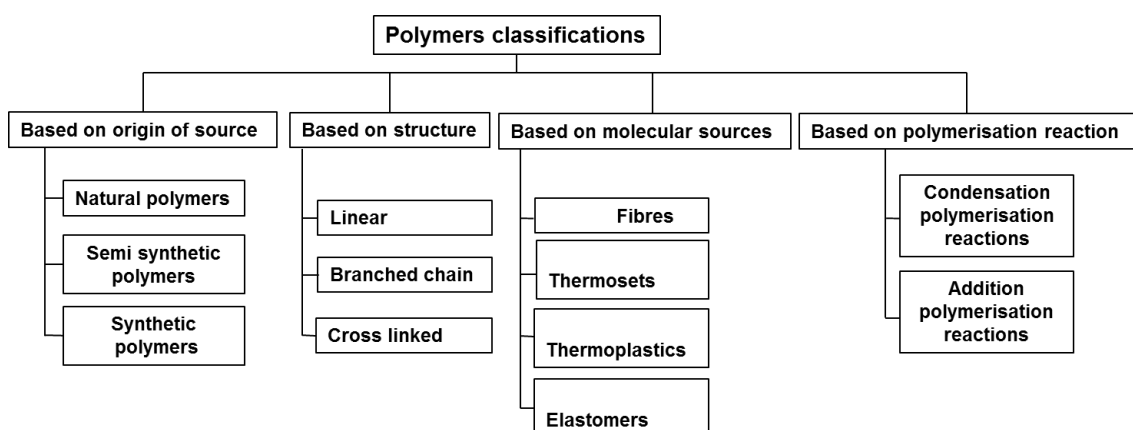 Polymers classifications
Based on origin of source
Natural polymers
Semi synthetic
polymers
Synthetic
polymers
Based on structure
Linear
Branched chain
Cross linked
Based on molecular sources
Fibres
Thermosets
Thermoplastics
Elastomers
Based on polymerisation reaction
Condensation
polymerisation
reactions
Addition
polymerisation
reactions